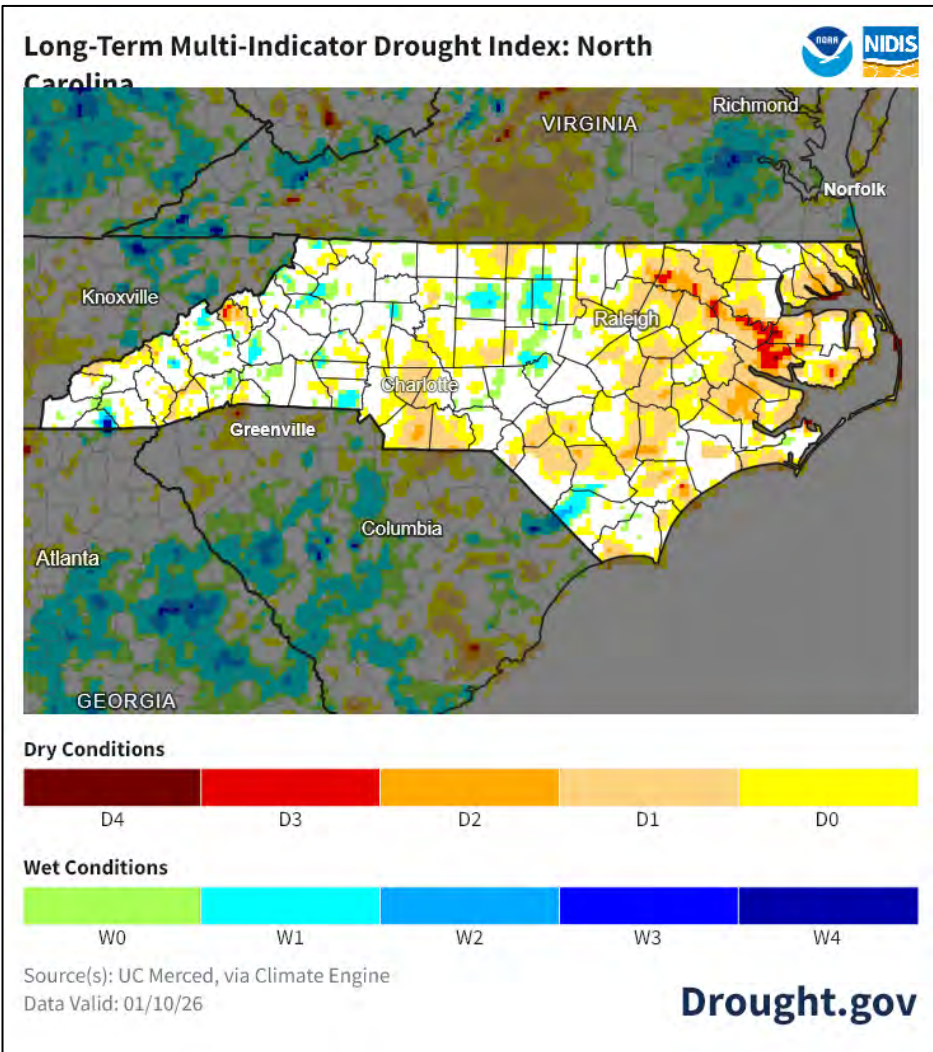 Long-Term Multi-Indicator Drought Index: North
Carolina
NOAA
NIDIS
Richmond
VIRGINIA
Norfolk
Knoxville
Raleigh
Charlotte
Greenville
Columbia
Atlanta
GEORGIA
Dry Conditions
D4 D3 D2 D1 D0
Wet Conditions
W0 W1 W2 W3 W4
Source(s): UC Merced, via Climate Engine
Data Valid: 01/10/26
Drought.gov